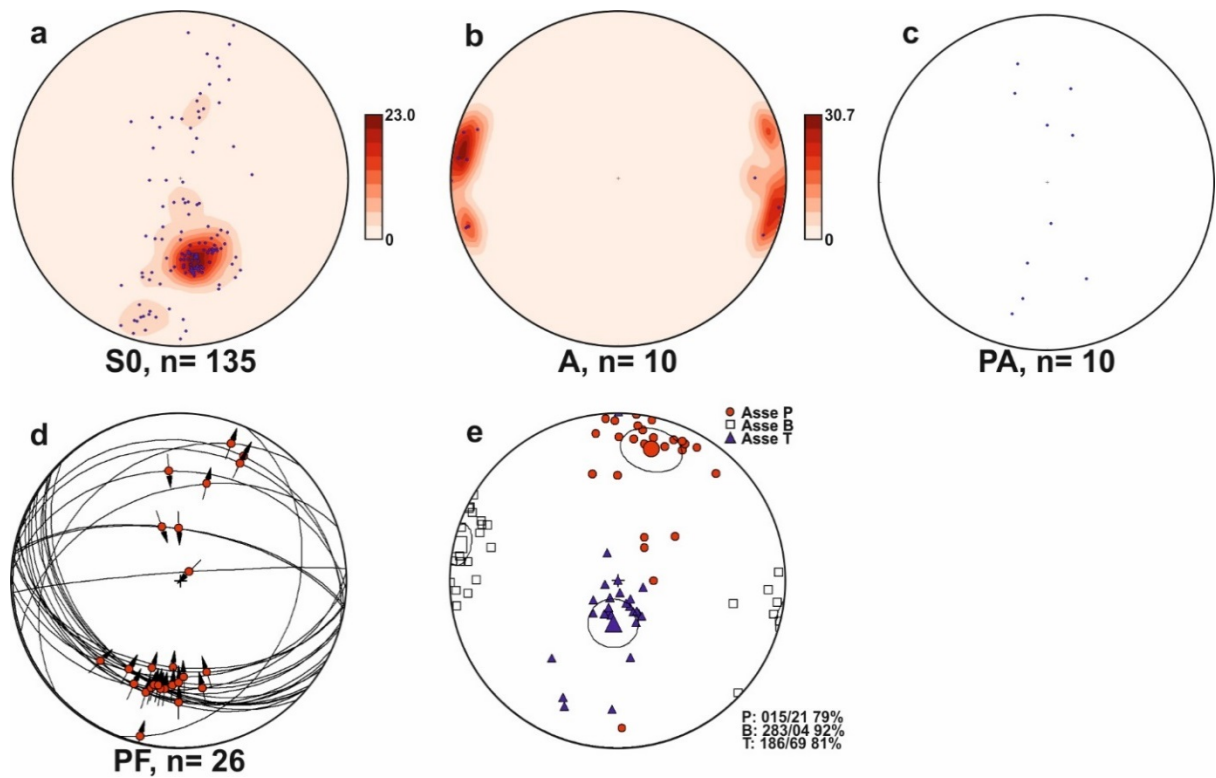 a
b
c
23.0
0
30.7
0
S0, n= 135
A, n= 10
PA, n= 10
d
e
Asse P
Asse B
Asse T
P: 015/21 79%
B: 283/04 92%
T: 186/69 81%
PF, n= 26